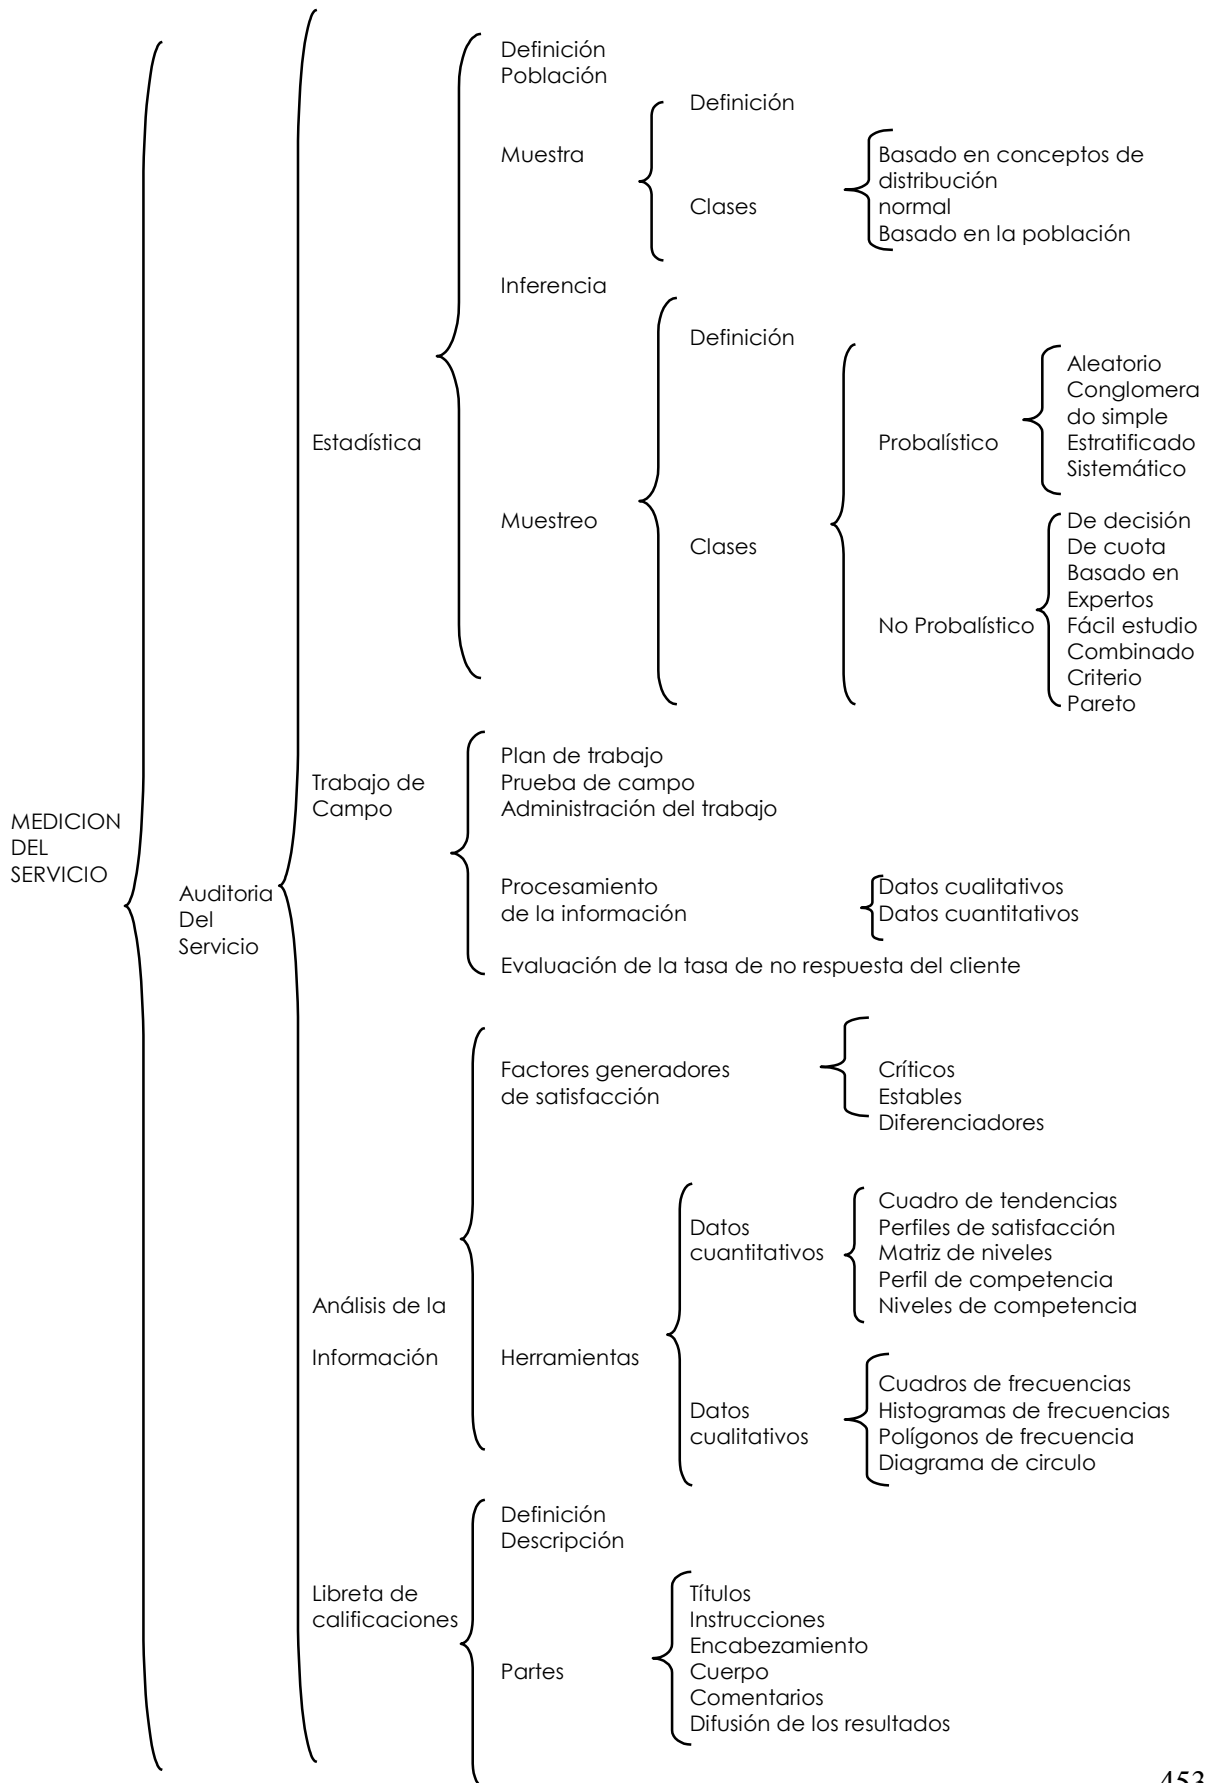 MEDICION
DEL
SERVICIO
Auditoria
Del
Servicio
Estadística
Definición
Población
Muestra
Definición
Clases
Basado en conceptos de
distribución
normal
Basado en la población
Inferencia
Muestreo
Definición
Clases
Probalístico
Aleatorio
Conglomera
do simple
Estratificado
Sistemático
No Probalístico
De decisión
De cuota
Basado en
Expertos
Fácil estudio
Combinado
Criterio
Pareto
Trabajo de
Campo
Plan de trabajo
Prueba de campo
Administración del trabajo
Procesamiento
de la información
Datos cualitativos
Datos cuantitativos
Evaluación de la tasa de no respuesta del cliente
Análisis de la
Información
Factores generadores
de satisfacción
Críticos
Estables
Diferenciadores
Herramientas
Datos
cuantitativos
Cuadro de tendencias
Perfiles de satisfacción
Matriz de niveles
Perfil de competencia
Niveles de competencia
Datos
cualitativos
Cuadros de frecuencias
Histogramas de frecuencias
Polígonos de frecuencia
Diagrama de circulo
Libreta de
calificaciones
Definición
Descripción
Partes
Títulos
Instrucciones
Encabezamiento
Cuerpo
Comentarios
Difusión de los resultados
453